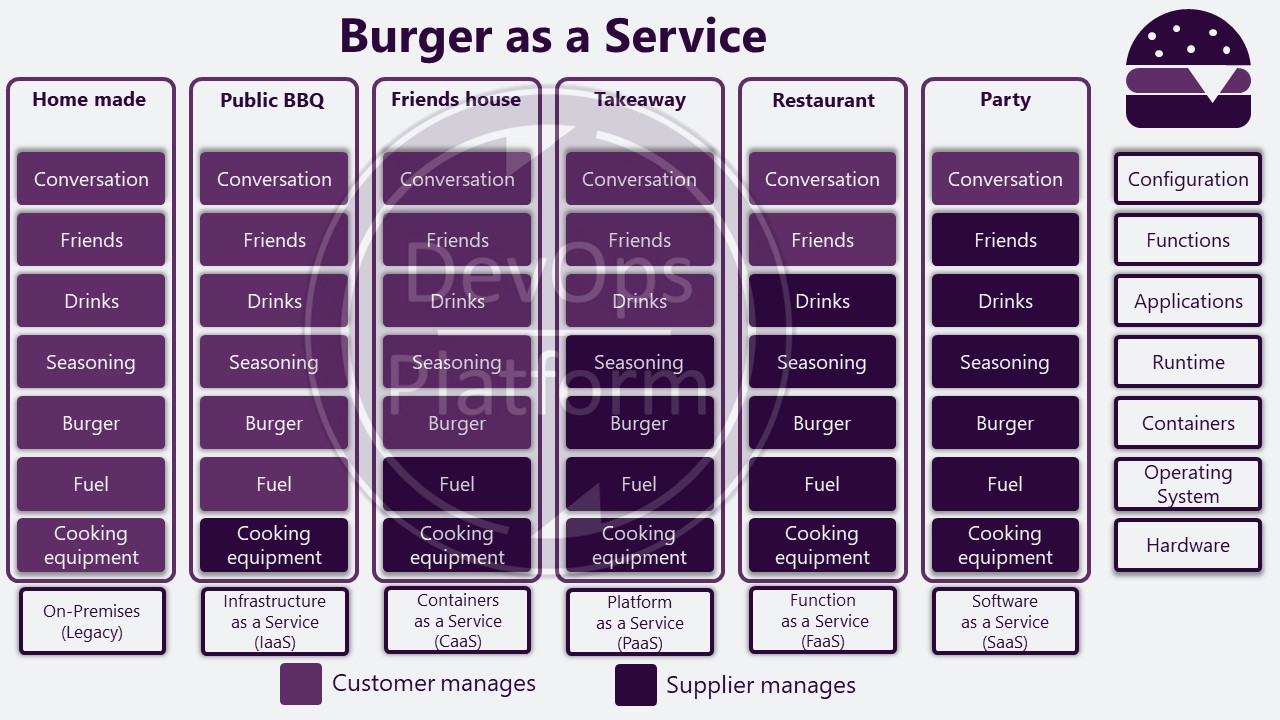 Burger as a Service
Home made
Public BBQ
Friends house
Takeaway
Restaurant
Party
Conversation
Conversation
Conversation
Conversation
Conversation
Conversation
Configuration
Friends
Friends
Friends
Friends
Friends
Friends
Functions
Drinks
Drinks
Drinks
Drinks
Drinks
Drinks
Applications
Seasoning
Seasoning
Seasoning
Seasoning
Seasoning
Seasoning
Runtime
Burger
Burger
Burger
Burger
Burger
Burger
Containers
Fuel
Fuel
Fuel
Fuel
Fuel
Fuel
Operating
System
Cooking
equipment
Cooking
equipment
Cooking
equipment
Cooking
equipment
Cooking
equipment
Cooking
equipment
Hardware
On-Premises
(Legacy)
Infrastructure
as a Service
(IaaS)
Containers
as a Service
(CaaS)
Platform
as a Service
(PaaS)
Function
as a Service
(FaaS)
Software
as a Service
(SaaS)
Customer manages
Supplier manages
DevOps
Platform